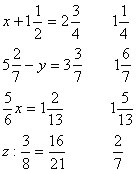 x + 1 1/2 = 2 3/4    1 1/4
5 2/7 − y = 3 3/7    1 6/7
5/6 x = 1 2/13    1 5/13
z : 3/8 = 16/21    2/7